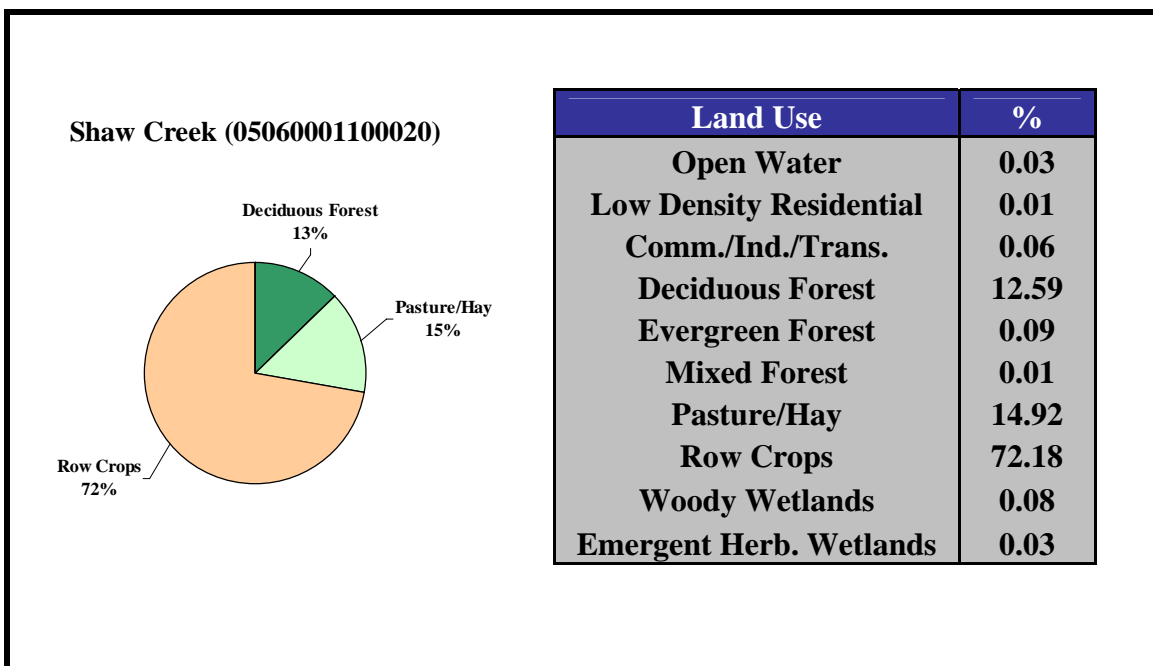 Shaw Creek (05060001100020)
Deciduous Forest
13%
Pasture/Hay
15%
Row Crops
72%
Land Use %
Open Water 0.03
Low Density Residential 0.01
Comm./Ind./Trans. 0.06
Deciduous Forest 12.59
Evergreen Forest 0.09
Mixed Forest 0.01
Pasture/Hay 14.92
Row Crops 72.18
Woody Wetlands 0.08
Emergent Herb. Wetlands 0.03